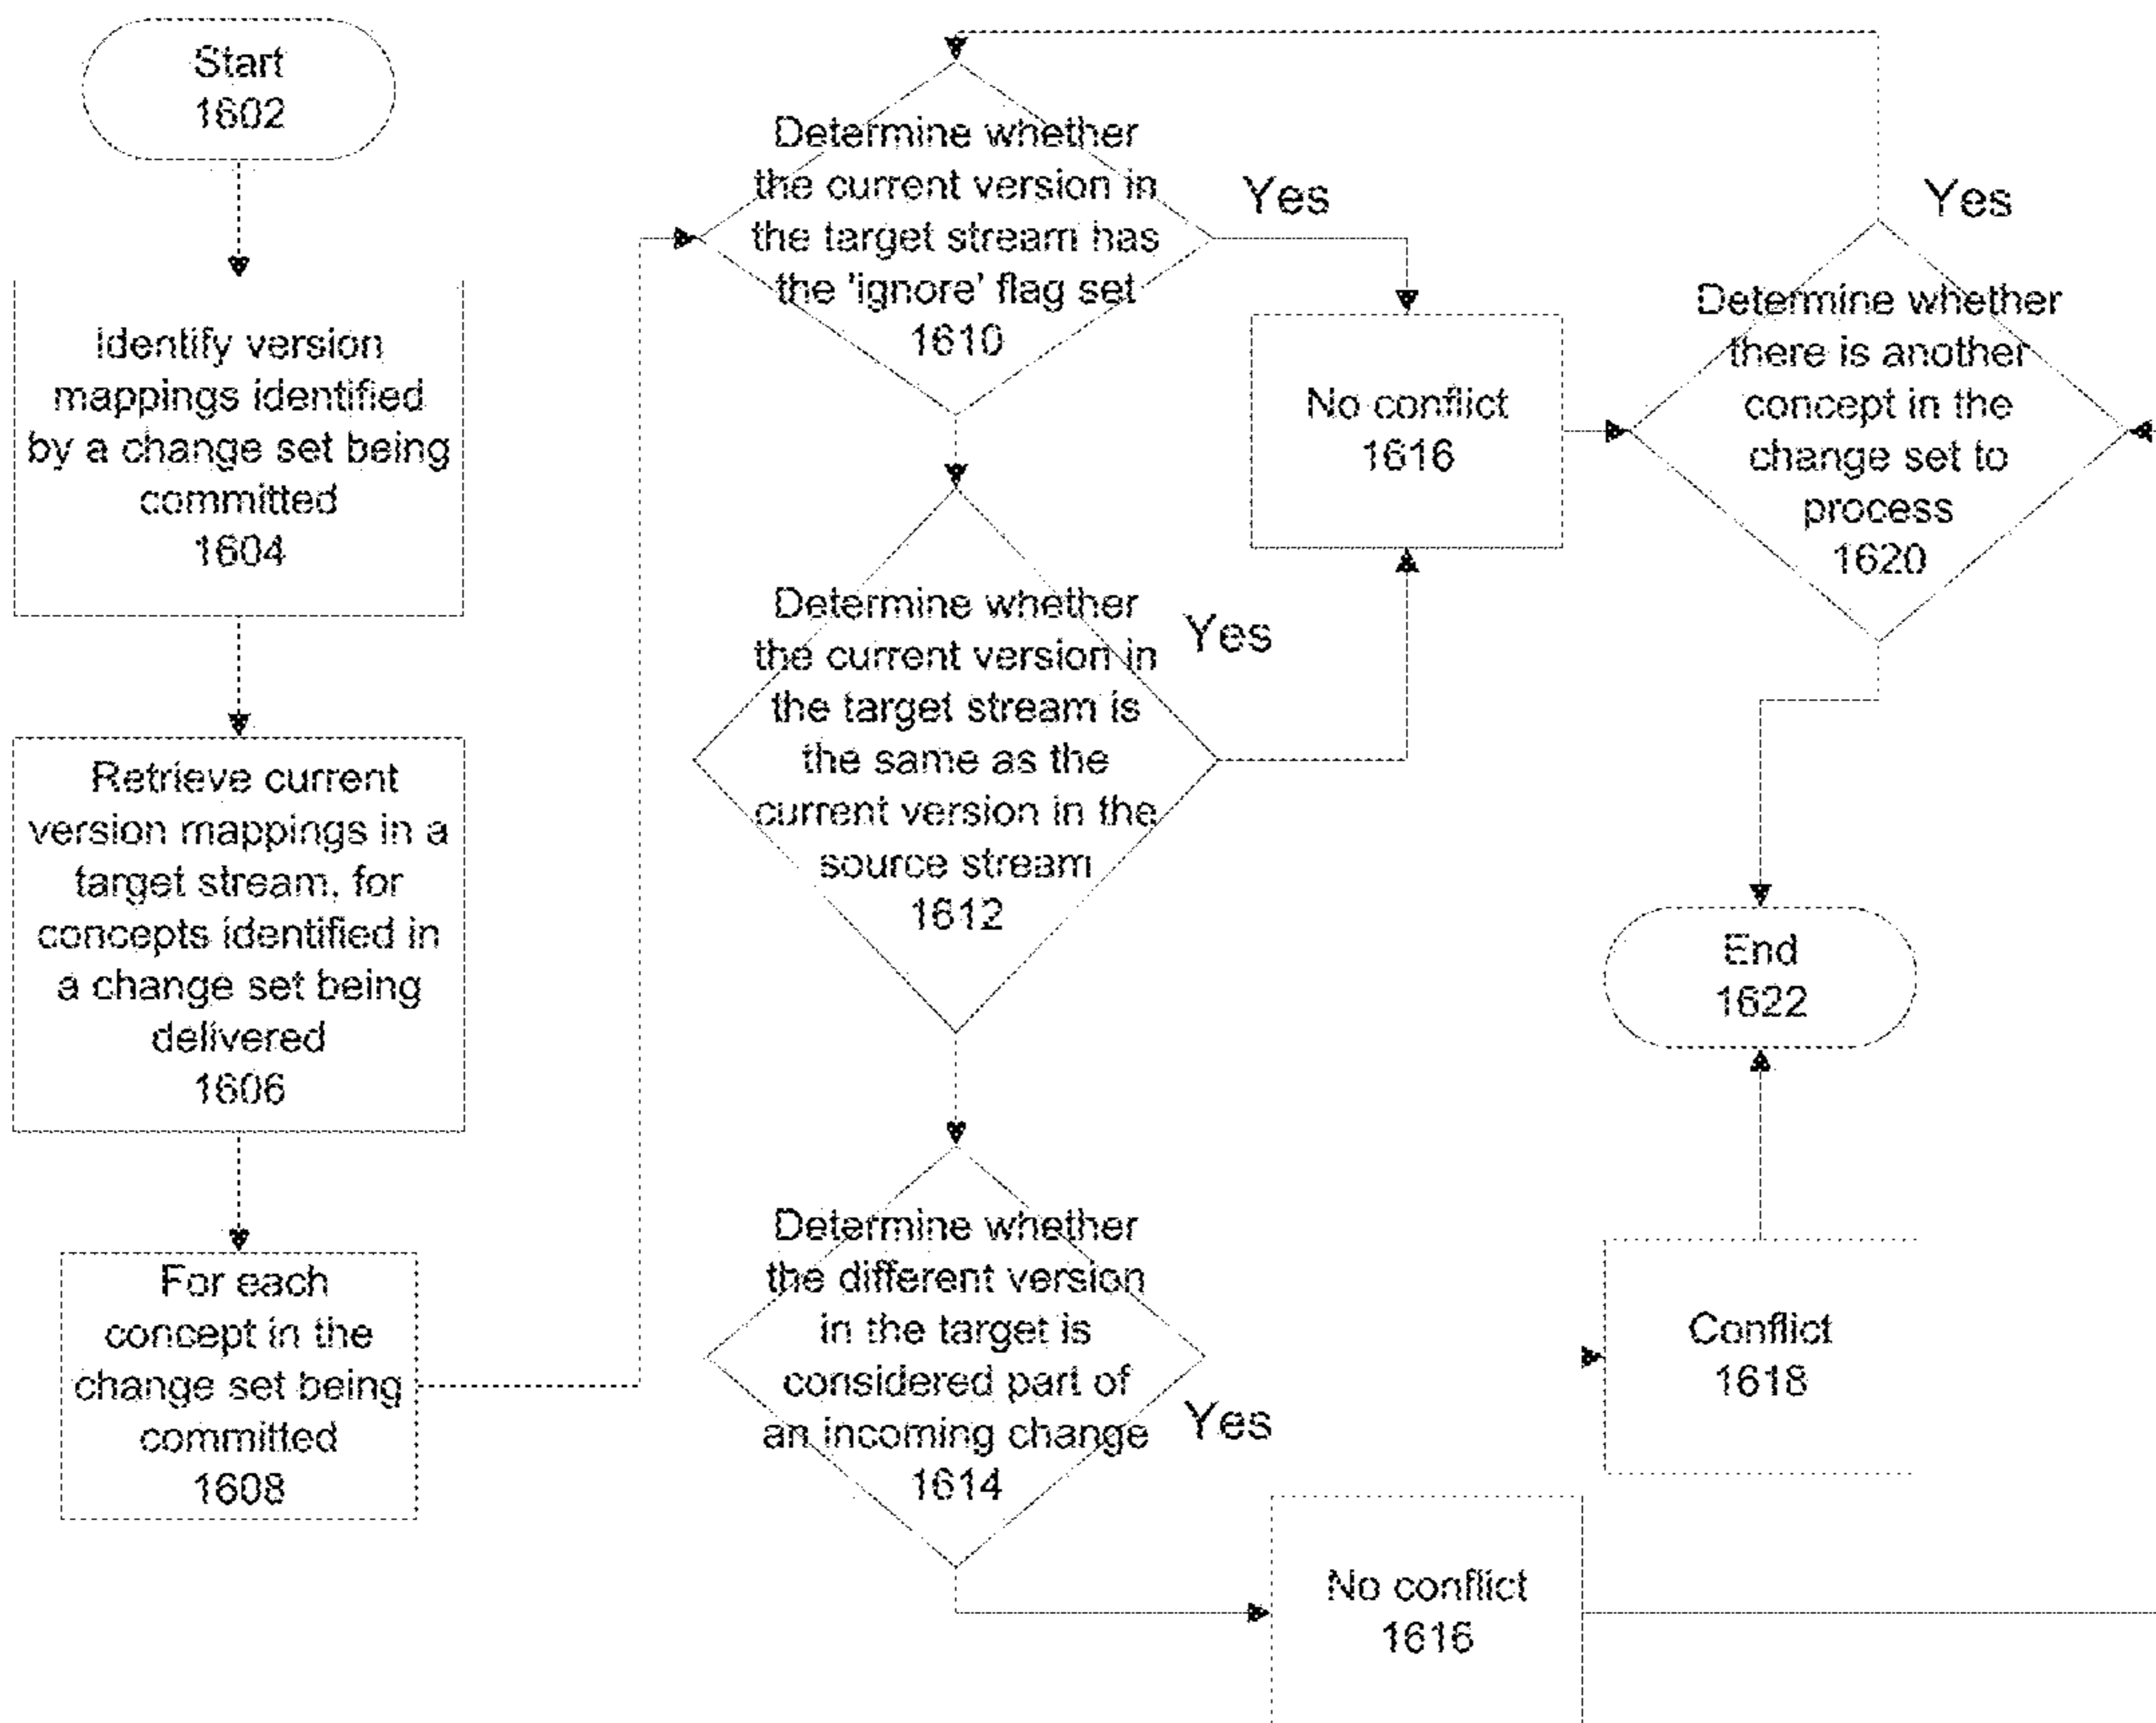 Start
1602
Identify version
mappings identified
by a change set being
committed
1604
Retrieve current
version mappings in a
target stream, for
concepts identified in
a change set being
delivered
1606
For each
concept in the
change set being
committed
1608
Determine whether
the current version in
the target stream has
the 'ignore' flag set
1610
Yes
Determine whether
the current version in
the target stream is
the same as the
current version in the
source stream
1612
Yes
Determine whether
the different version
in the target is
considered part of
an incoming change
1614
Yes
No conflict
1616
No conflict
1616
Yes
Determine whether
there is another
concept in the
change set to
process
1620
End
1622
Conflict
1618